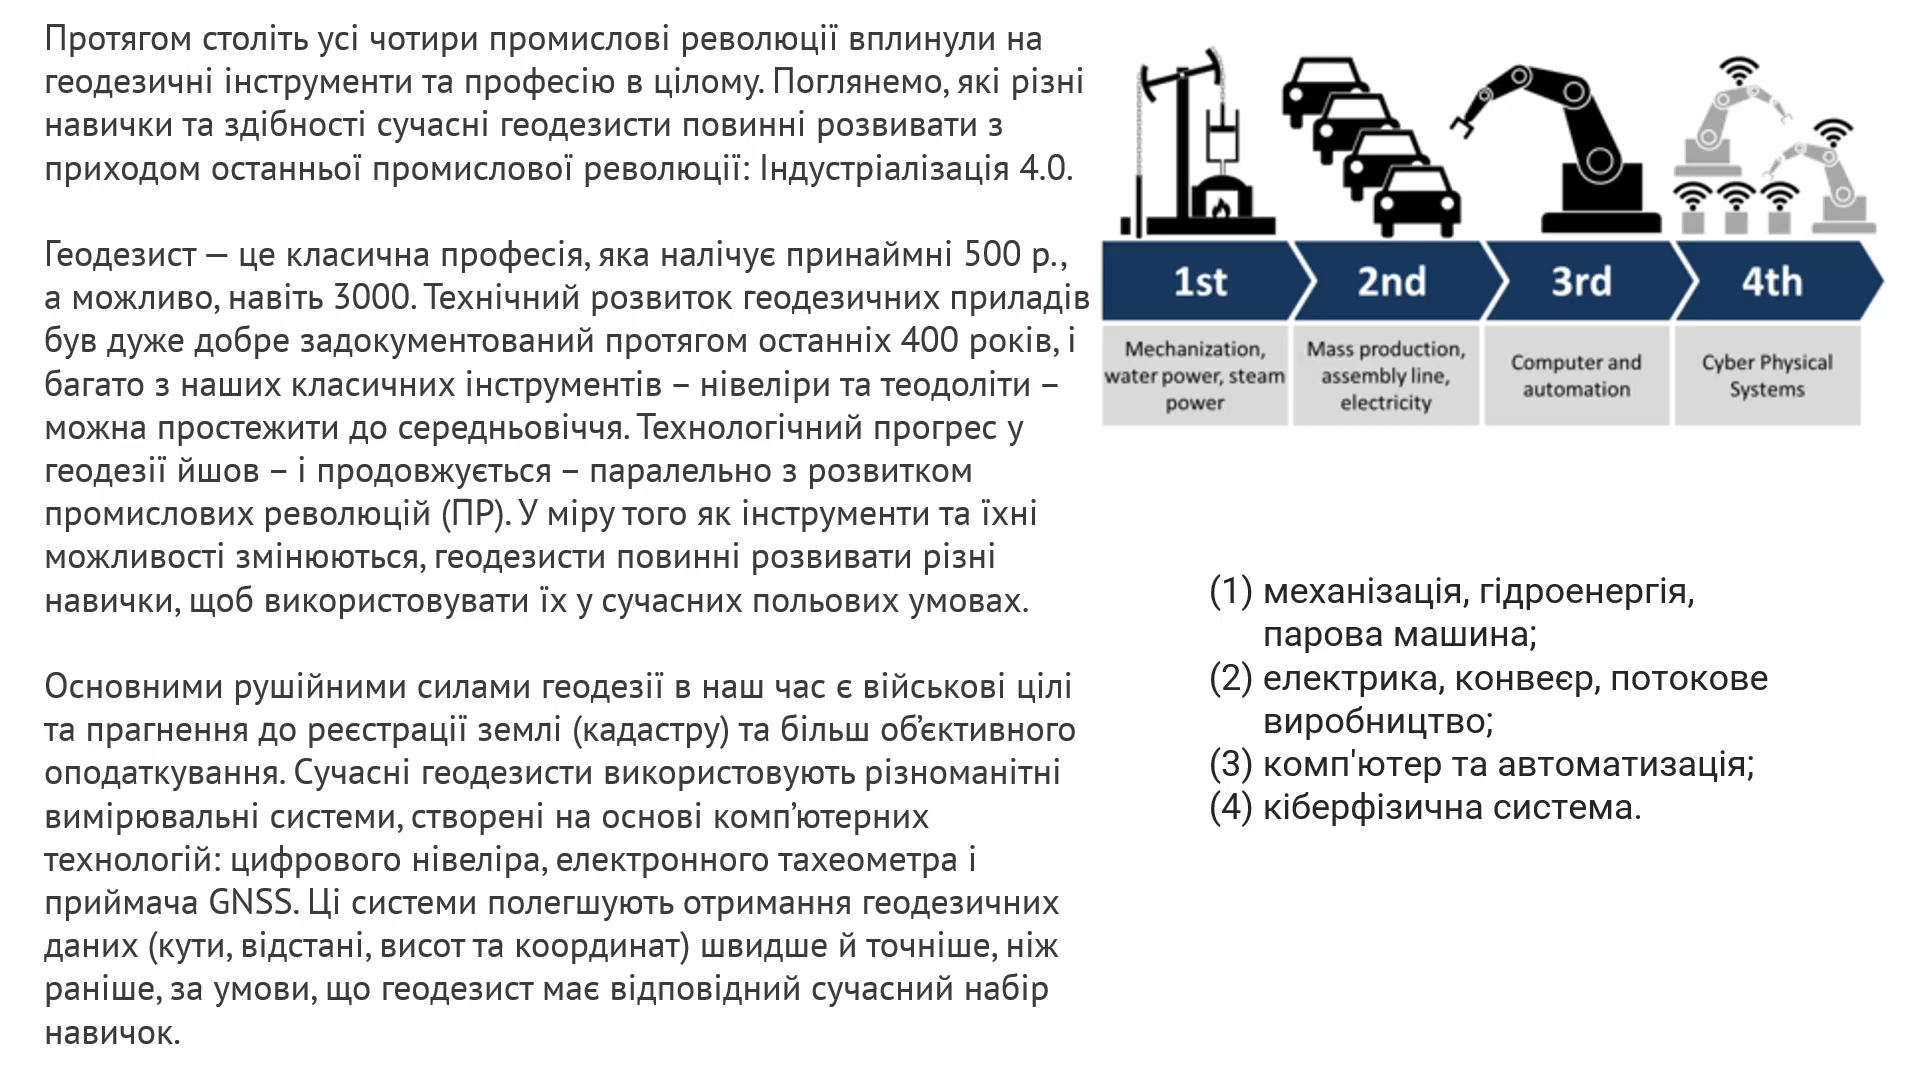 Протягом століть усі чотири промислові революції вплинули на
геодезичні інструменти та професію в цілому. Поглянемо, які різні
навички та здібності сучасні геодезисти повинні розвивати з
приходом останньої промислової революції: Індустріалізація 4.0.
Геодезист — це класична професія, яка налічує принаймні 500 р.,
а можливо, навіть 3000. Технічний розвиток геодезичних приладів
був дуже добре задокументований протягом останніх 400 років, і
багато з наших класичних інструментів – нівеліри та теодоліти –
можна простежити до середньовіччя. Технологічний прогрес у
геодезії йшов – і продовжується – паралельно з розвитком
промислових революцій (ПР). У міру того як інструменти та їхні
можливості змінюються, геодезисти повинні розвивати різні
навички, щоб використовувати їх у сучасних польових умовах.
Основними рушійними силами геодезії в наш час є військові цілі
та прагнення до реєстрації землі (кадастру) та більш об’єктивного
оподаткування. Сучасні геодезисти використовують різноманітні
вимірювальні системи, створені на основі комп’ютерних
технологій: цифрового нівеліра, електронного тахеометра і
приймача GNSS. Ці системи полегшують отримання геодезичних
даних (кути, відстані, висот та координат) швидше й точніше, ніж
раніше, за умови, що геодезист має відповідний сучасний набір
навичок.
1st
2nd
3rd
4th
Mechanization,
water power, steam
power
Mass production,
assembly line,
electricity
Computer and
automation
Cyber Physical
Systems
(1) механізація, гідроенергія,
парова машина;
(2) електрика, конвеєр, потокове
виробництво;
(3) комп'ютер та автоматизація;
(4) кіберфізична система.